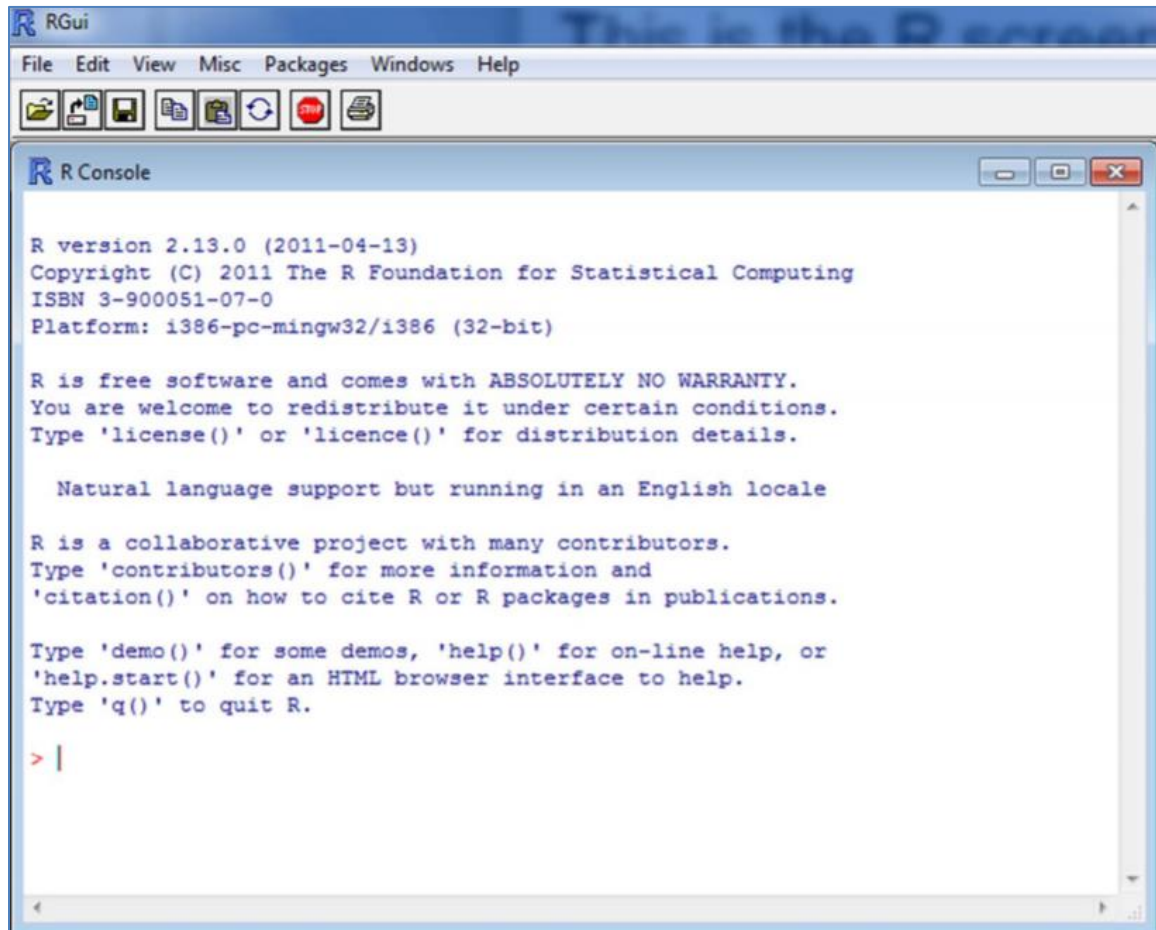 RGui
This is the R screen
File Edit View Misc Packages Windows Help
STOP
R Console
R version 2.13.0 (2011-04-13)
Copyright (C) 2011 The R Foundation for Statistical Computing
ISBN 3-900051-07-0
Platform: i386-pc-mingw32/i386 (32-bit)
R is free software and comes with ABSOLUTELY NO WARRANTY.
You are welcome to redistribute it under certain conditions.
Type 'license()' or 'licence()' for distribution details.
Natural language support but running in an English locale
R is a collaborative project with many contributors.
Type 'contributors()' for more information and
'citation()' on how to cite R or R packages in publications.
Type 'demo()' for some demos, 'help()' for on-line help, or
'help.start()' for an HTML browser interface to help.
Type 'q()' to quit R.
>